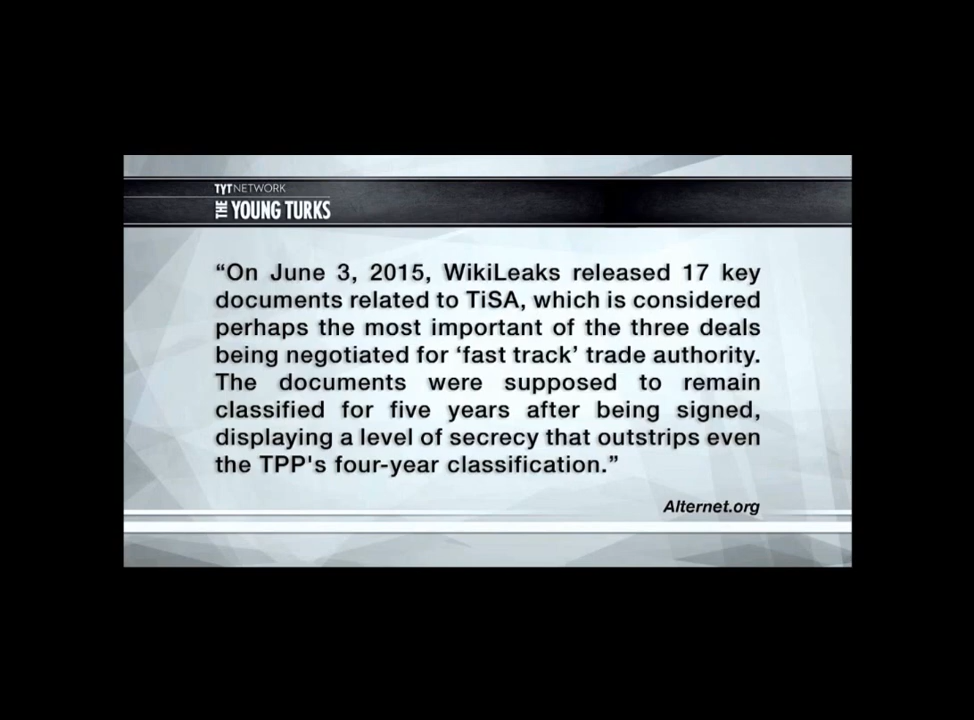 TYT NETWORK
THE YOUNG TURKS
“On June 3, 2015, WikiLeaks released 17 key
documents related to TiSA, which is considered
perhaps the most important of the three deals
being negotiated for ‘fast track’ trade authority.
The documents were supposed to remain
classified for five years after being signed,
displaying a level of secrecy that outstrips even
the TPP's four-year classification.”
Alternet.org